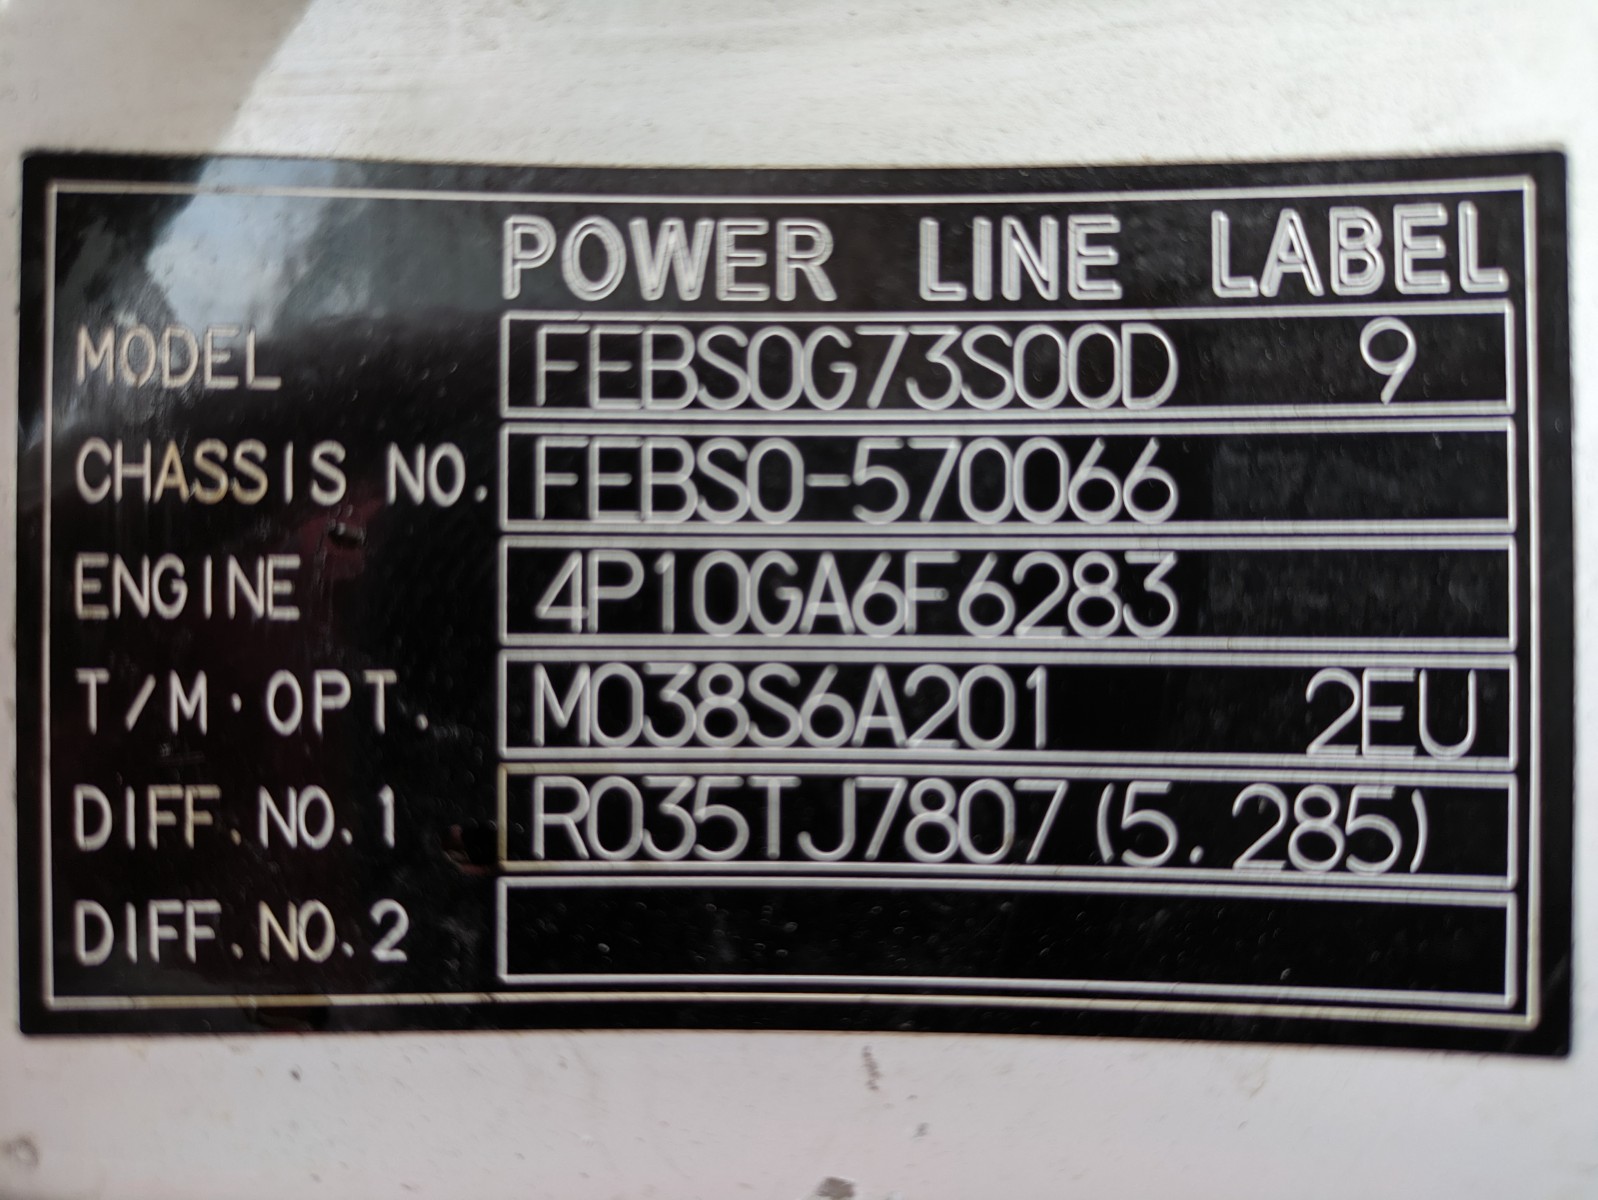 POWER LINE LABEL
MODEL FEBS0G73S00D 9
CHASSIS NO. FEBS0-570066
ENGINE 4P10GA6F6283
T/M·OPT. M038S6A201 2EU
DIFF.NO.1 R035TJ7807(5.285)
DIFF.NO.2